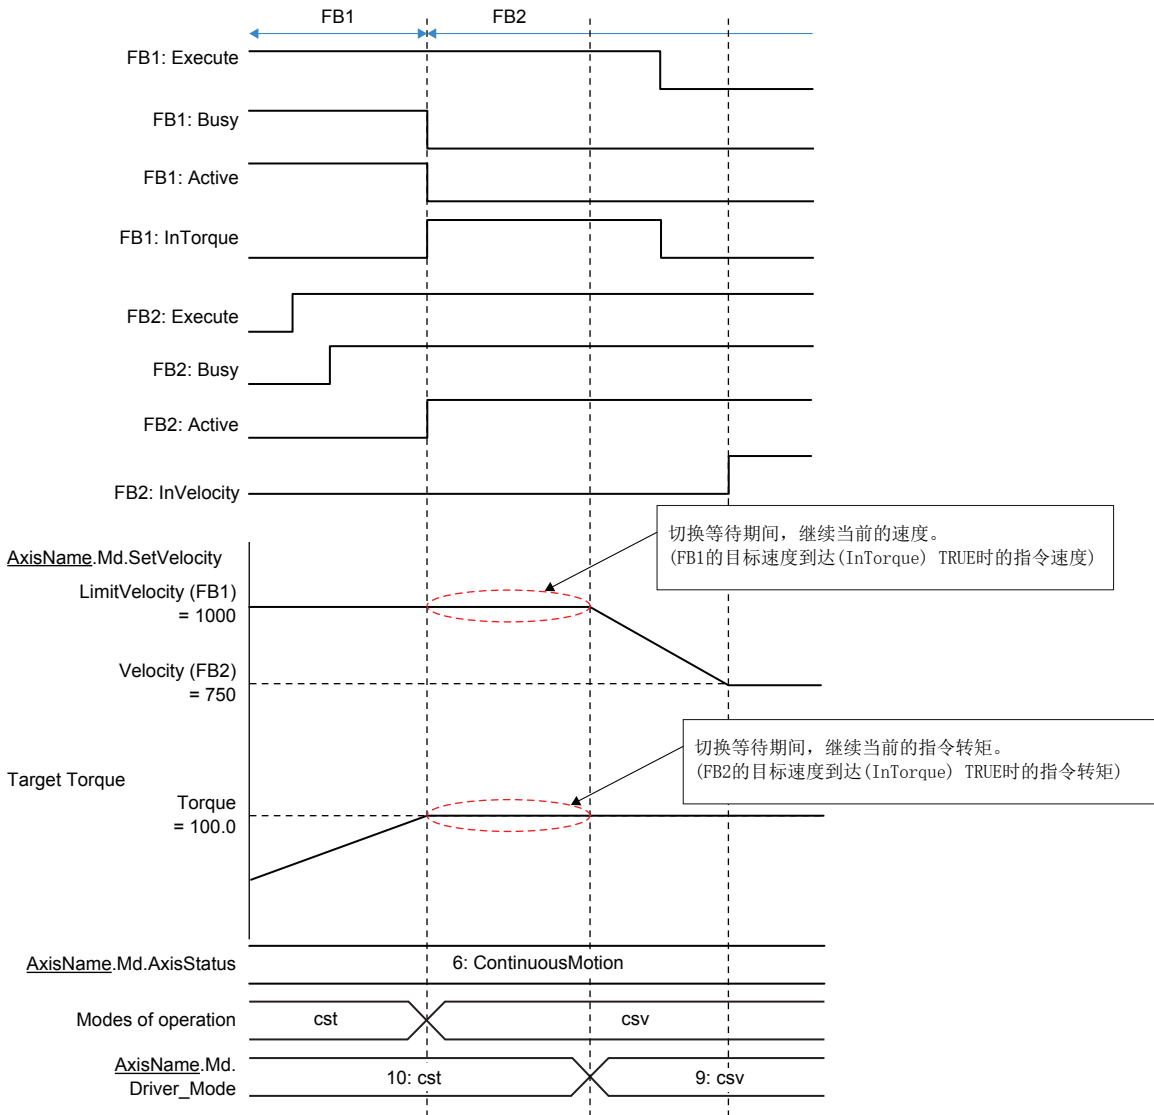 FB1
FB2
FB1: Execute
FB1: Busy
FB1: Active
FB1: InTorque
FB2: Execute
FB2: Busy
FB2: Active
FB2: InVelocity
切换等待期间，继续当前的速度。
(FB1的目标速度到达(InTorque) TRUE时的指令速度)
AxisName.Md.SetVelocity
LimitVelocity (FB1)
= 1000
Velocity (FB2)
= 750
切换等待期间，继续当前的指令转矩。
(FB2的目标速度到达(InTorque) TRUE时的指令转矩)
Target Torque
Torque
= 100.0
AxisName.Md.AxisStatus
6: ContinuousMotion
Modes of operation
cst
csv
AxisName.Md.
Driver_Mode
10: cst
9: csv